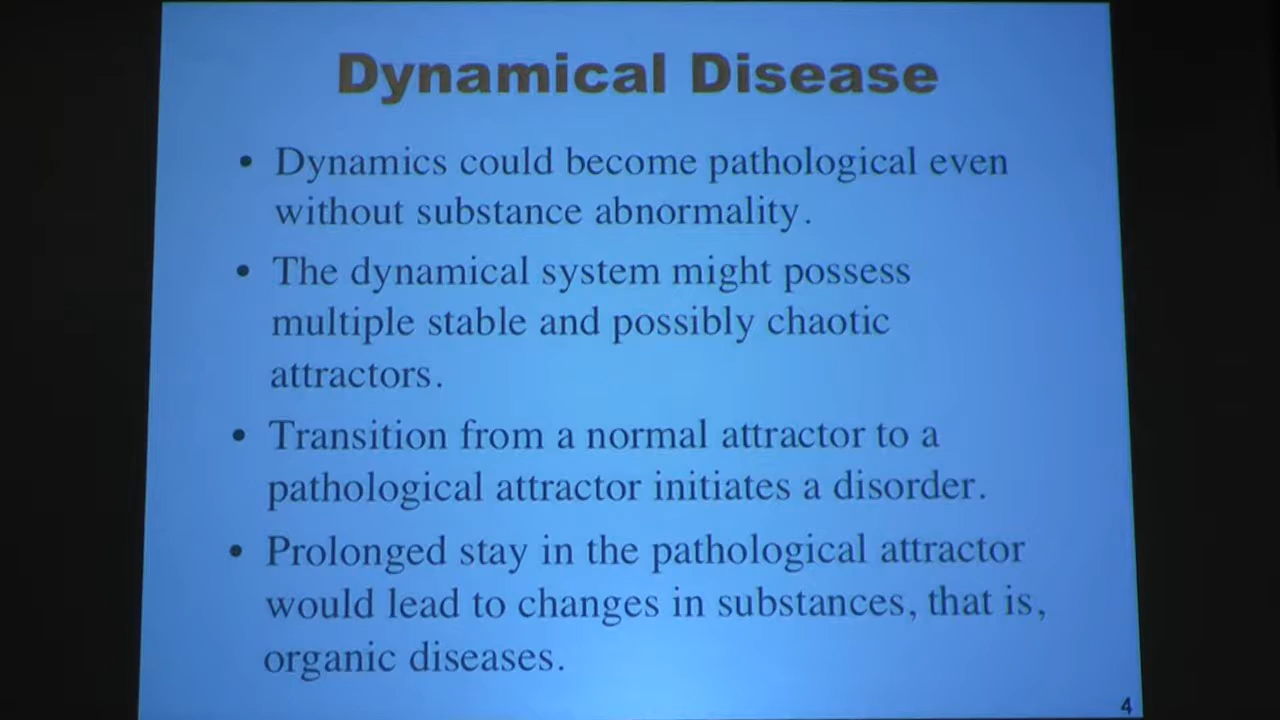 Dynamical Disease
• Dynamics could become pathological even
without substance abnormality.
• The dynamical system might possess
multiple stable and possibly chaotic
attractors.
• Transition from a normal attractor to a
pathological attractor initiates a disorder.
• Prolonged stay in the pathological attractor
would lead to changes in substances, that is,
organic diseases.
4